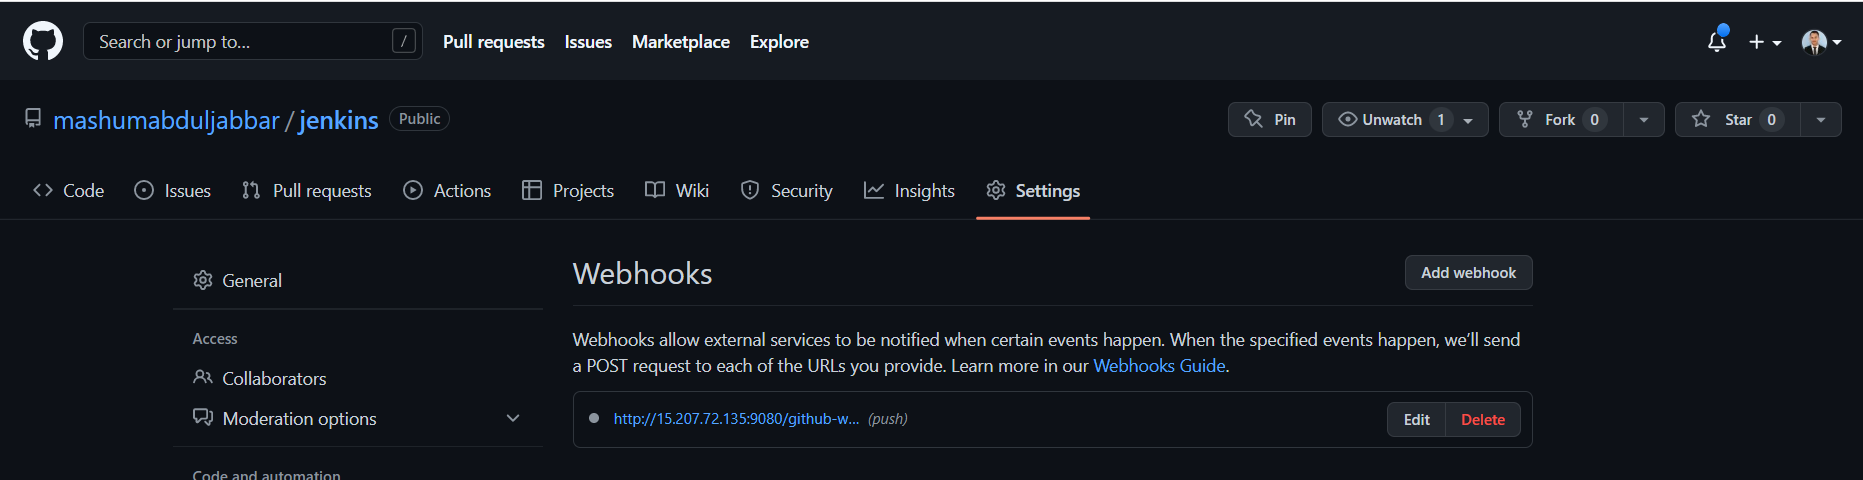 Search or jump to... / Pull requests Issues Marketplace Explore
mashumabduljabbar / jenkins Public Pin Unwatch 1 Fork 0 Star 0
Code Issues Pull requests Actions Projects Wiki Security Insights Settings
General
Access
Collaborators
Moderation options
Code and automation
Webhooks Add webhook
Webhooks allow external services to be notified when certain events happen. When the specified events happen, we’ll send
a POST request to each of the URLs you provide. Learn more in our Webhooks Guide.
http://15.207.72.135:9080/github-w... (push) Edit Delete